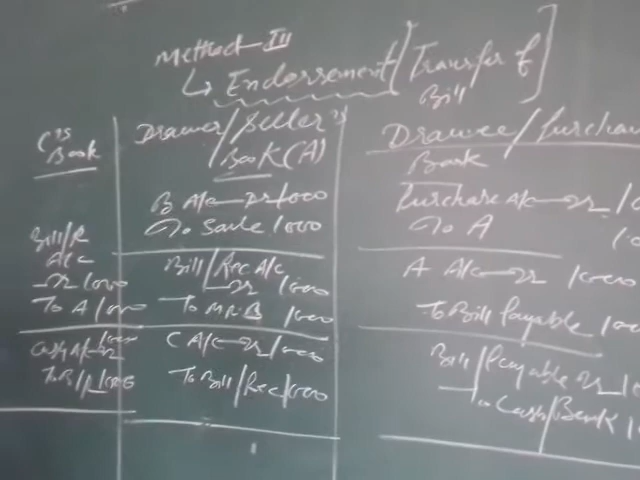 Method-III
↳ Endorsement [Transfer of
Bill]
C's
Book
Bill/R
A/c
-Dr 1000
To A 1000
Cash A/c Dr 1000
To B/R 1000
Drawer/Seller's
Book (A)
B A/c - Dr 1000
To Sale 1000
Bill/Rec A/c
Dr 1000
To MR.B 1000
C A/c - Dr 1000
To Bill/Rec 1000
Drawee/Purchase
Book
Purchase A/c - Dr
To A
A A/c - Dr 1000
To Bill Payable
Bill/Payable Dr
To Cash/Bank